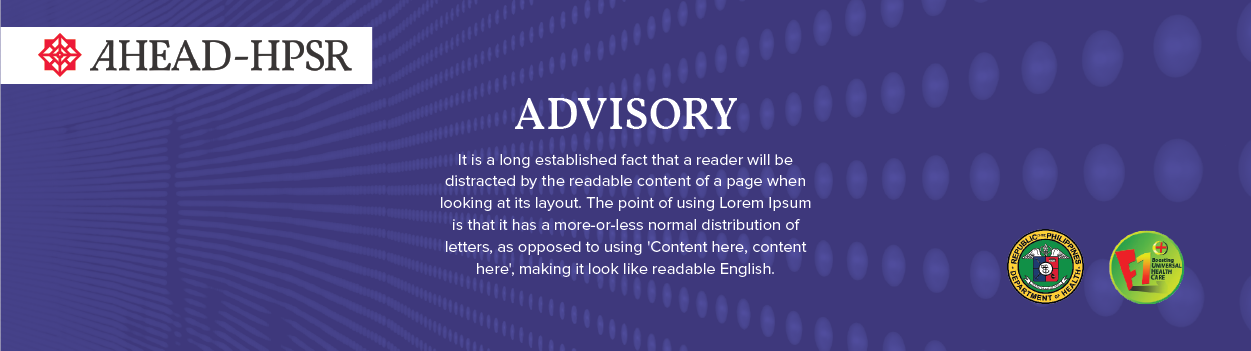 AHEAD-HPSR
ADVISORY
It is a long established fact that a reader will be
distracted by the readable content of a page when
looking at its layout. The point of using Lorem Ipsum
is that it has a more-or-less normal distribution of
letters, as opposed to using 'Content here, content
here', making it look like readable English.
REPUBLIC OF THE PHILIPPINES
DEPARTMENT OF HEALTH
F1
Boosting
UNIVERSAL
HEALTH
CARE